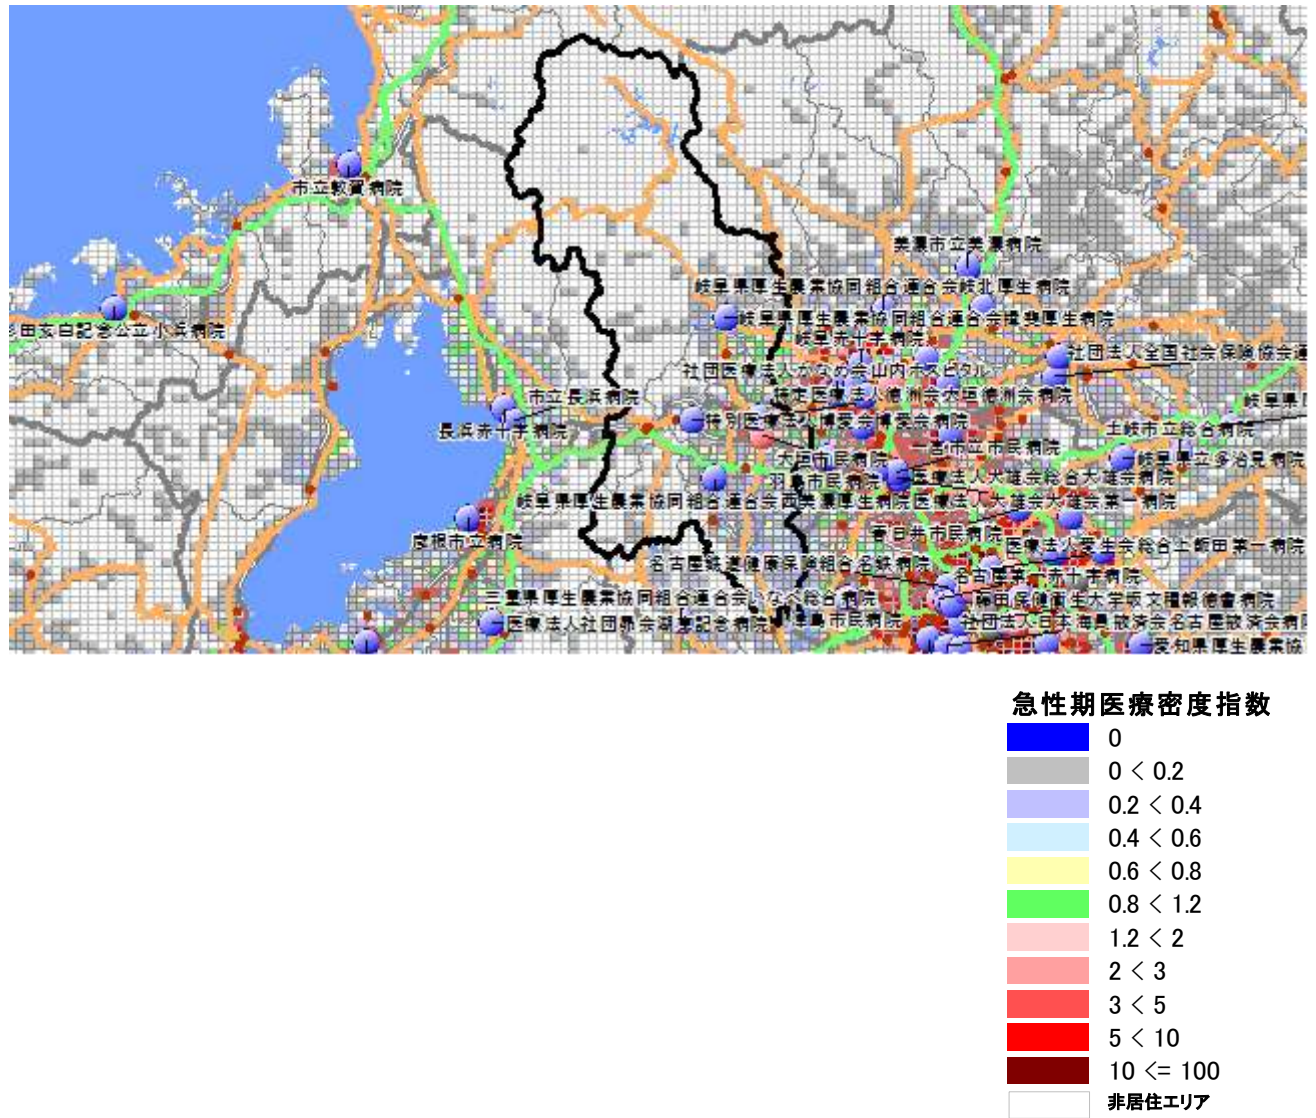 市立敦賀病院
美濃市立美濃病院
岐阜県厚生農業協同組合連合会岐北厚生病院
岐阜県厚生農業協同組合連合会揖斐厚生病院
杉田玄白記念公立小浜病院
岐阜赤十字病院
社団法人全国社会保険協会連
社団医療法人かなめ会山内ホスピタル
特定医療法人徳洲会大垣徳洲会病院
市立長浜病院
岐阜県
特別医療法人博愛会博愛会病院
長浜赤十字病院
土岐市立総合病院
一宮市立市民病院
大垣市民病院
岐阜県立多治見病院
羽島市民病院
医療法人大雄会総合大雄会病院
岐阜県厚生農業協同組合連合会西美濃厚生病院
医療法人大雄会大雄会第一病院
彦根市立病院
春日井市民病院
医療法人愛生会総合上飯田第一病院
名古屋鉄道健康保険組合名鉄病院
名古屋第一赤十字病院
三重県厚生農業協同組合連合会いなべ総合病院
藤田保健衛生大学坂文種報徳會病院
医療法人社団昴会湖東記念病院
津島市民病院
社団法人日本海員掖済会名古屋掖済会病
愛知県厚生農業協
急性期医療密度指数
0
0 < 0.2
0.2 < 0.4
0.4 < 0.6
0.6 < 0.8
0.8 < 1.2
1.2 < 2
2 < 3
3 < 5
5 < 10
10 <= 100
非居住エリア